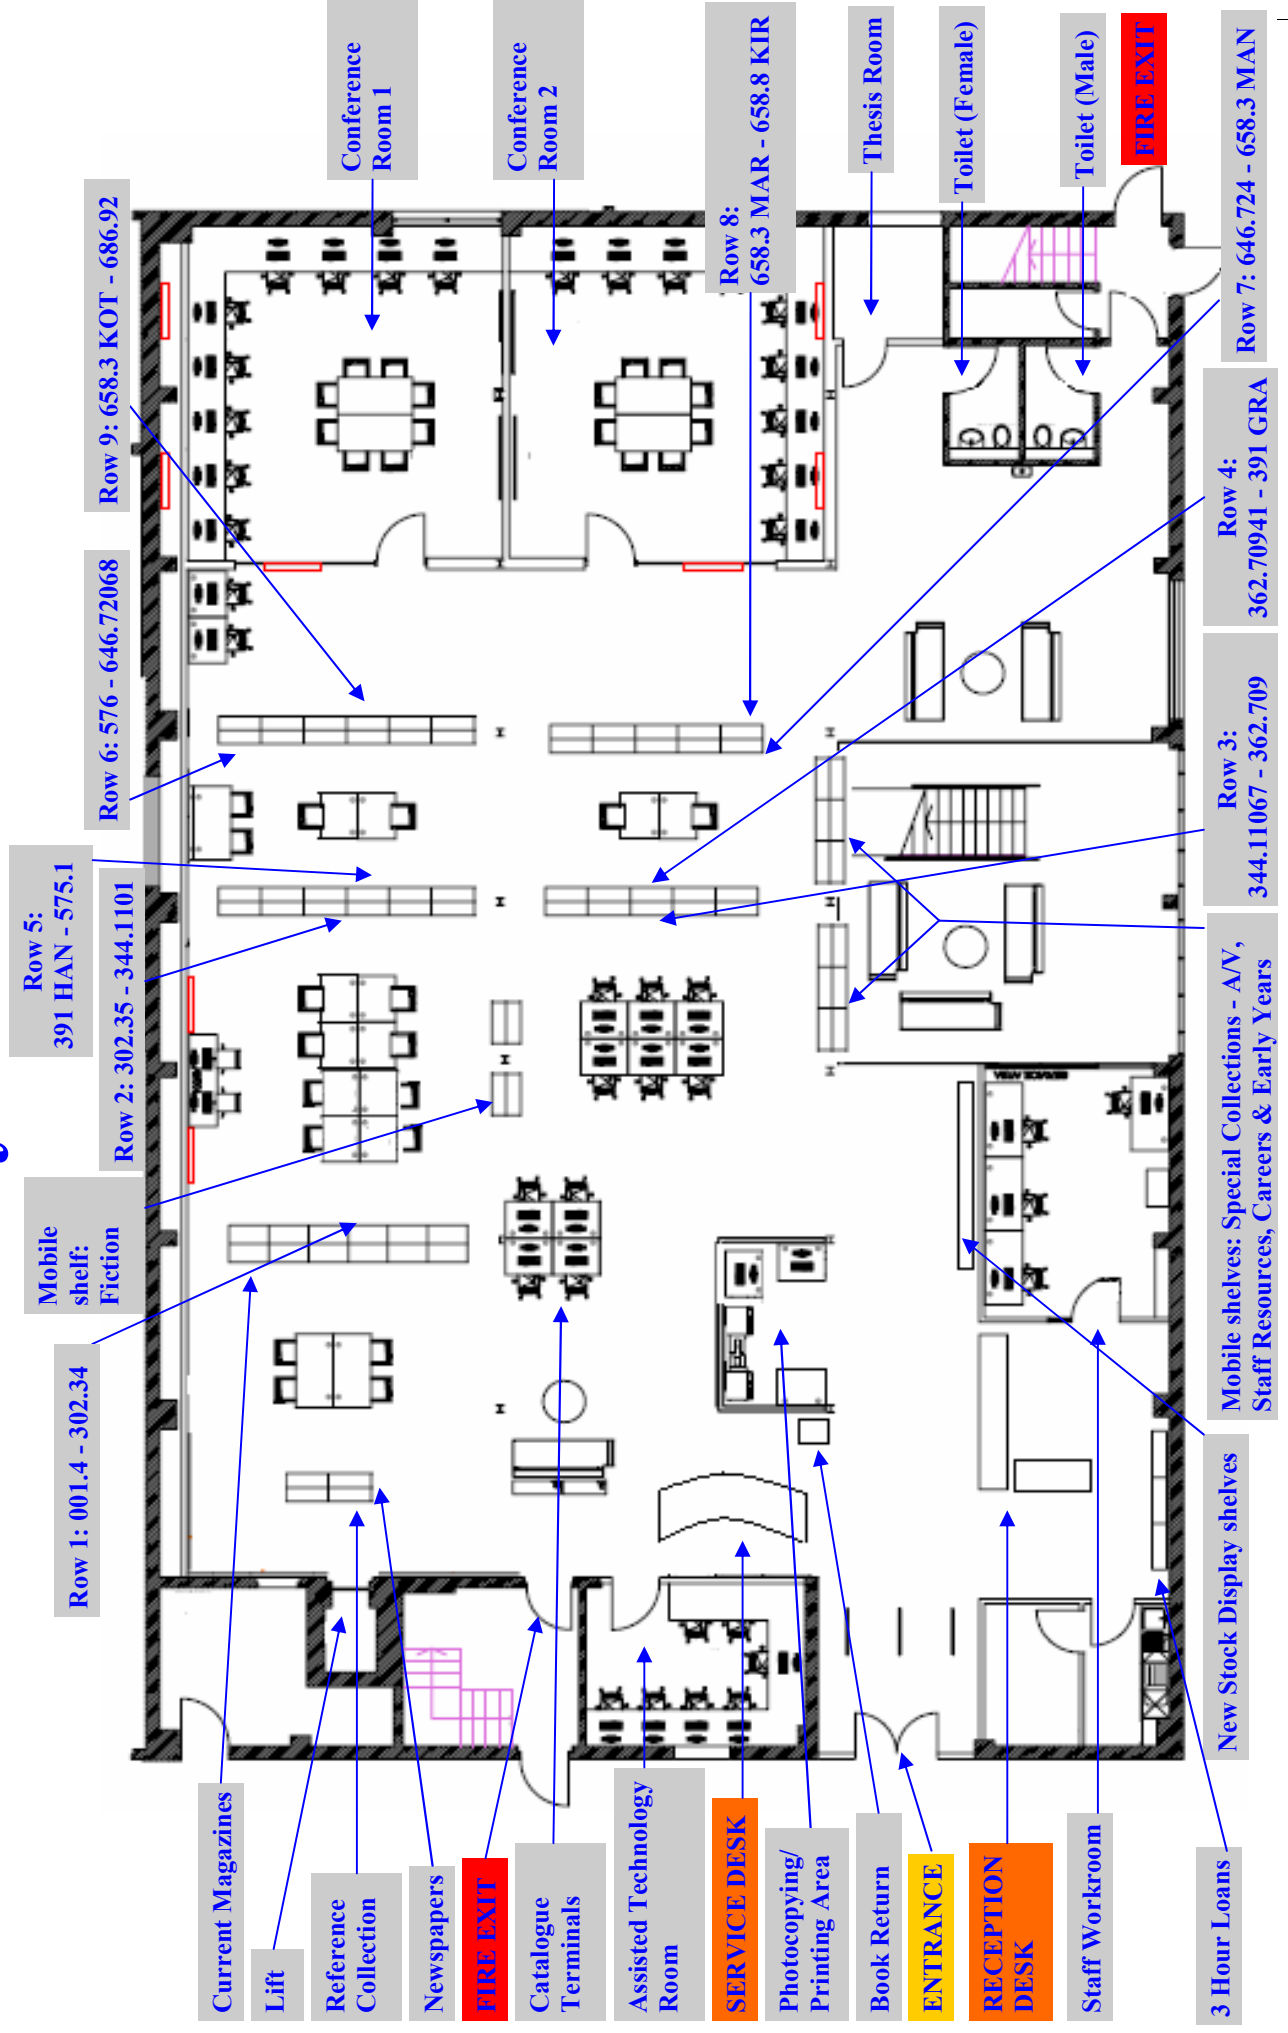 Row 1: 001.4 - 302.34
Mobile
shelf:
Fiction
Row 5:
391 HAN - 575.1
Row 2: 302.35 - 344.1101
Row 6: 576 - 646.72068
Row 9: 658.3 KOT - 686.92
Current Magazines
Lift
Reference
Collection
Newspapers
FIRE EXIT
Catalogue
Terminals
Assisted Technology
Room
SERVICE DESK
Photocopying/
Printing Area
Book Return
ENTRANCE
RECEPTION
DESK
Staff Workroom
3 Hour Loans
Conference
Room 1
Conference
Room 2
Row 8:
658.3 MAR - 658.8 KIR
Thesis Room
Toilet (Female)
Toilet (Male)
FIRE EXIT
New Stock Display shelves
Mobile shelves: Special Collections - A/V,
Staff Resources, Careers & Early Years
Row 3:
344.11067 - 362.709
Row 4:
362.70941 - 391 GRA
Row 7: 646.724 - 658.3 MAN